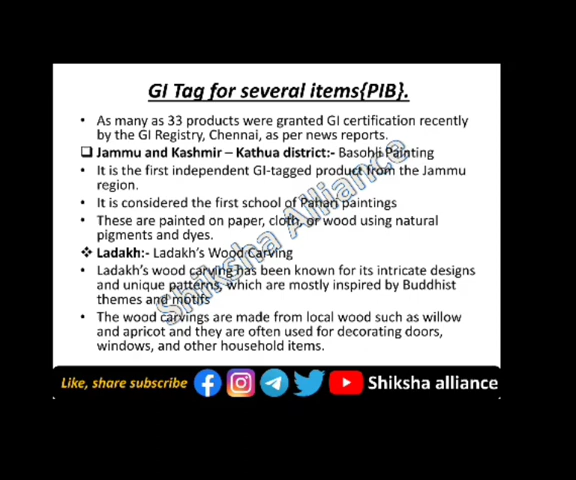 GI Tag for several items{PIB}.
• As many as 33 products were granted GI certification recently
by the GI Registry, Chennai, as per news reports.
❑ Jammu and Kashmir – Kathua district:- Basohli Painting
• It is the first independent GI-tagged product from the Jammu
region.
• It is considered the first school of Pahari paintings
• These are painted on paper, cloth, or wood using natural
pigments and dyes.
❖ Ladakh:- Ladakh's Wood Carving
• Ladakh's wood carving has been known for its intricate designs
and unique patterns, which are mostly inspired by Buddhist
themes and motifs
• The wood carvings are made from local wood such as willow
and apricot and they are often used for decorating doors,
windows, and other household items.
Shiksha Alliance
Like, share subscribe
Shiksha alliance